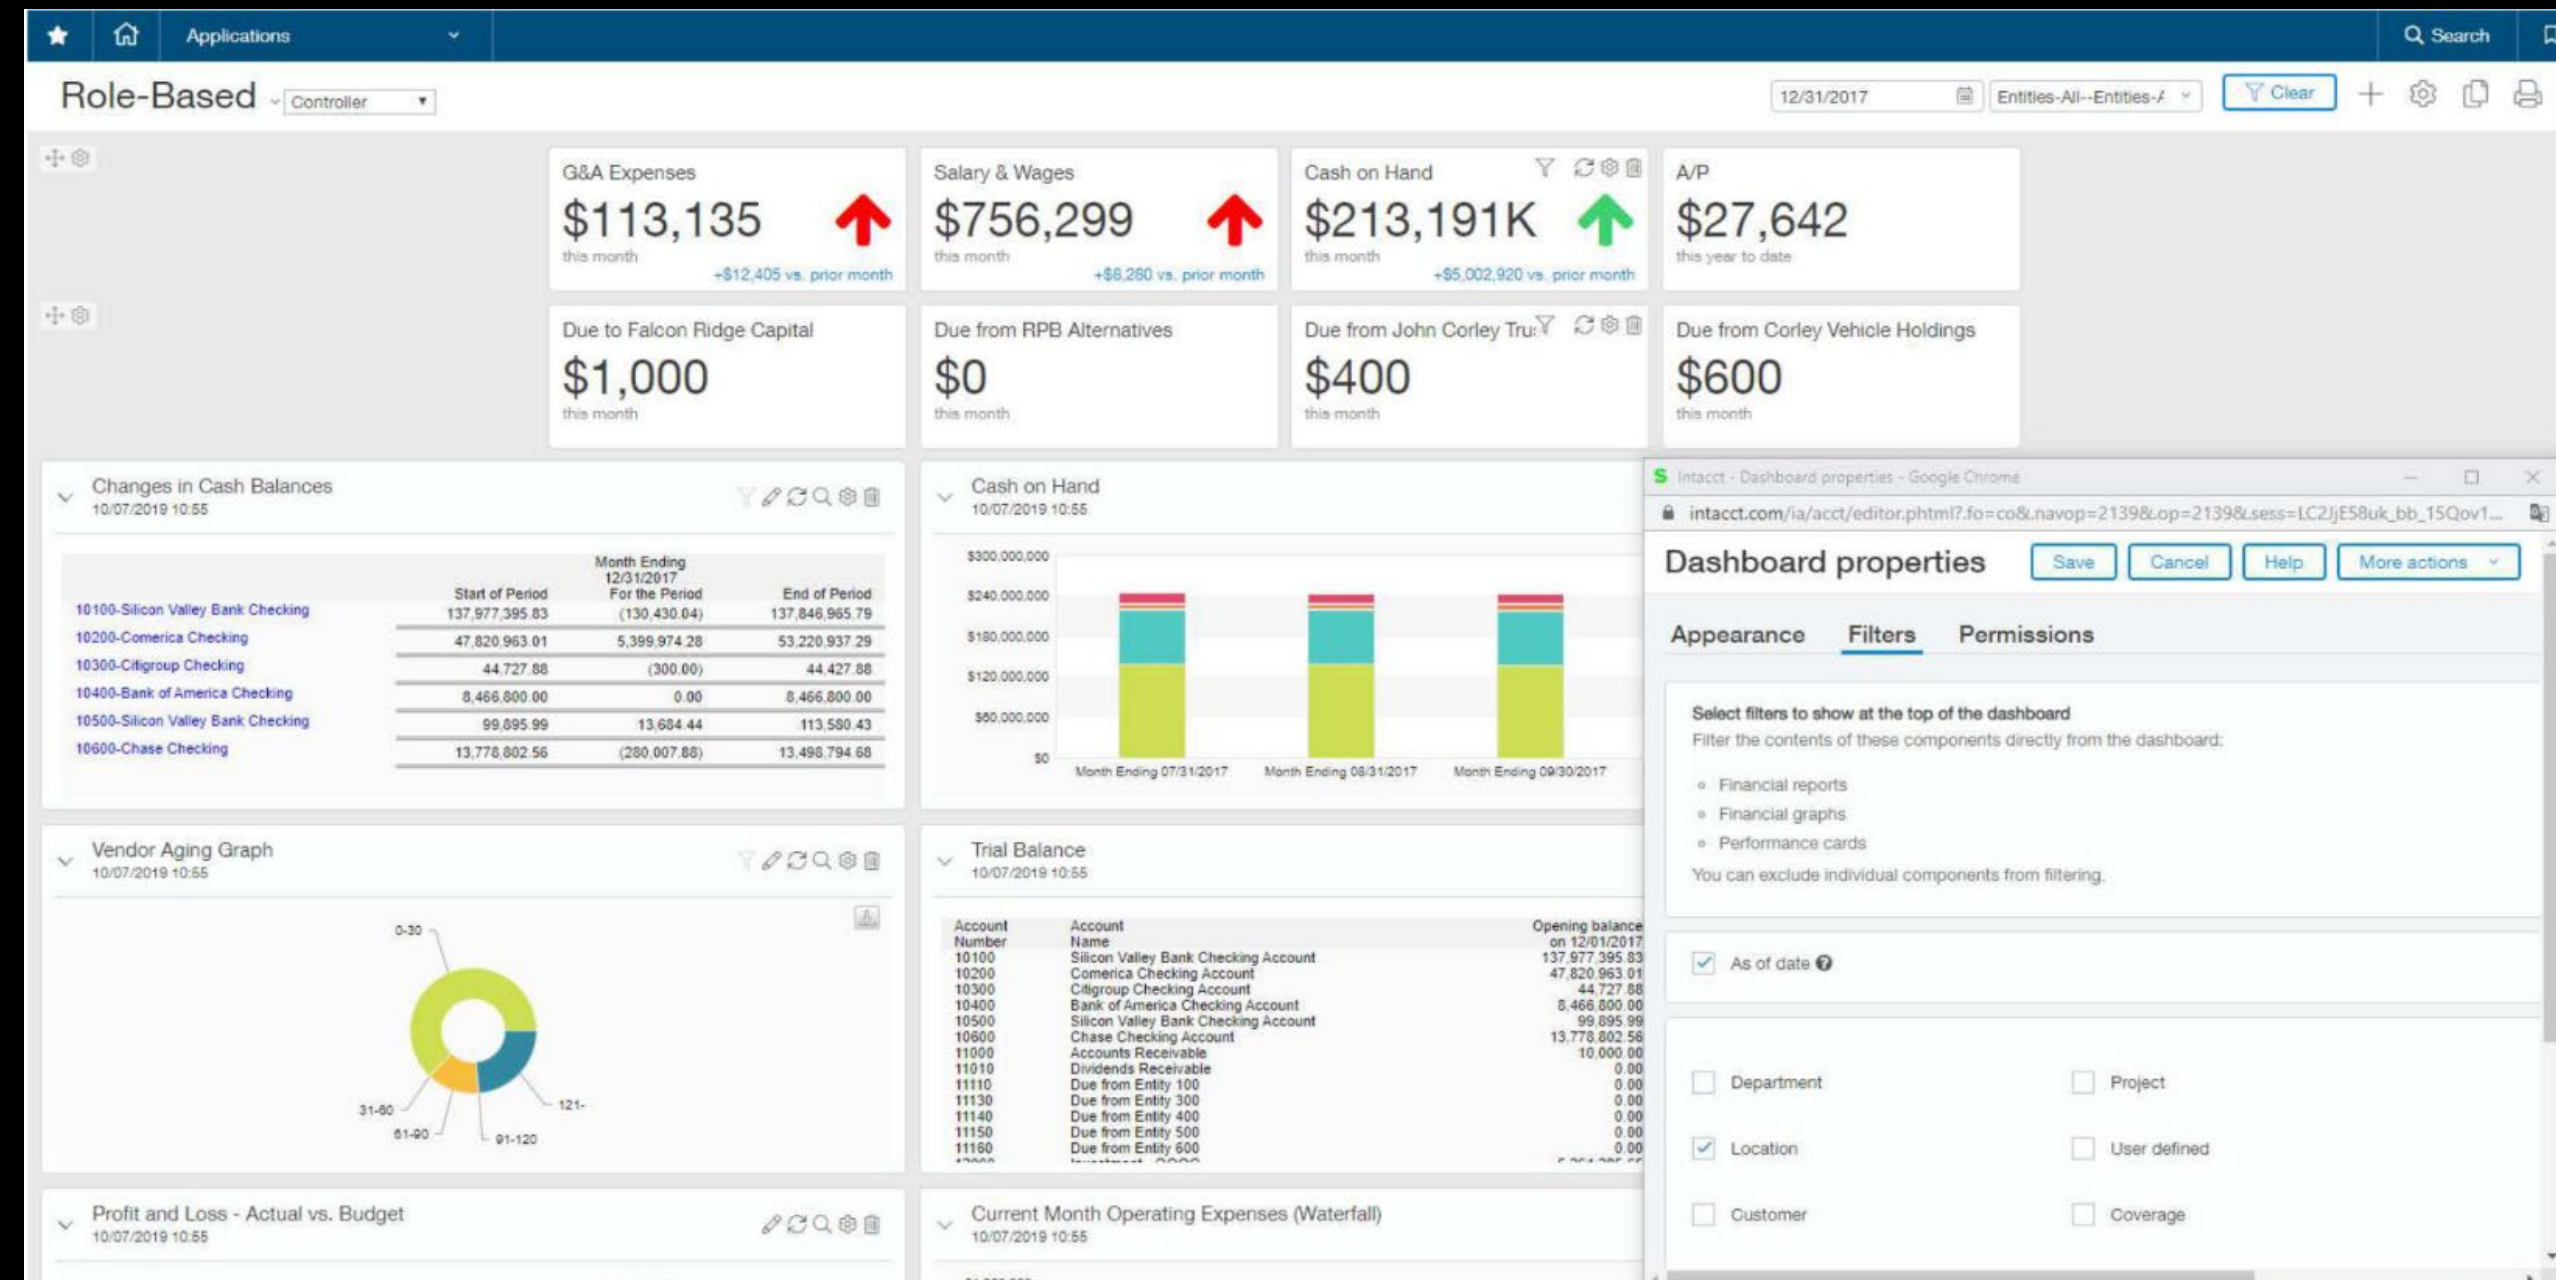 Applications
Search
Role-Based
Controller
12/31/2017
Entities-All--Entities-A
Clear
G&A Expenses
$113,135
this month
+$12,405 vs. prior month
Salary & Wages
$756,299
this month
+$8,280 vs. prior month
Cash on Hand
$213,191K
this month
+$5,002,920 vs. prior month
A/P
$27,642
this year to date
Due to Falcon Ridge Capital
$1,000
this month
Due from RPB Alternatives
$0
this month
Due from John Corley Tru
$400
this month
Due from Corley Vehicle Holdings
$600
this month
Changes in Cash Balances
10/07/2019 10:55
Month Ending
12/31/2017
Start of Period For the Period End of Period
10100-Silicon Valley Bank Checking 137,977,395.83 (130,430.04) 137,846,965.79
10200-Comerica Checking 47,820,963.01 5,399,974.28 53,220,937.29
10300-Citigroup Checking 44,727.88 (300.00) 44,427.88
10400-Bank of America Checking 8,466,800.00 0.00 8,466,800.00
10500-Silicon Valley Bank Checking 99,895.99 13,684.44 113,580.43
10600-Chase Checking 13,778,802.56 (280,007.88) 13,498,794.68
Cash on Hand
10/07/2019 10:55
$300,000,000
$240,000,000
$180,000,000
$120,000,000
$60,000,000
$0
Month Ending 07/31/2017
Month Ending 08/31/2017
Month Ending 09/30/2017
Vendor Aging Graph
10/07/2019 10:55
0-30
31-60
61-90
91-120
121-
Trial Balance
10/07/2019 10:55
Account Account Opening balance
Number Name on 12/01/2017
10100 Silicon Valley Bank Checking Account 137,977,395.83
10200 Comerica Checking Account 47,820,963.01
10300 Citigroup Checking Account 44,727.88
10400 Bank of America Checking Account 8,466,800.00
10500 Silicon Valley Bank Checking Account 99,895.99
10600 Chase Checking Account 13,778,802.56
11000 Accounts Receivable 10,000.00
11010 Dividends Receivable 0.00
11110 Due from Entity 100 0.00
11130 Due from Entity 300 0.00
11140 Due from Entity 400 0.00
11150 Due from Entity 500 0.00
11160 Due from Entity 600 0.00
Profit and Loss - Actual vs. Budget
10/07/2019 10:55
Current Month Operating Expenses (Waterfall)
10/07/2019 10:55
S Intacct - Dashboard properties - Google Chrome
intacct.com/ia/acct/editor.phtml?.fo=co&.navop=2139&.op=2139&.sess=LC2JjE58uk_bb_15Qov1...
Dashboard properties
Save
Cancel
Help
More actions
Appearance
Filters
Permissions
Select filters to show at the top of the dashboard
Filter the contents of these components directly from the dashboard:
Financial reports
Financial graphs
Performance cards
You can exclude individual components from filtering.
As of date ?
Department
Project
Location
User defined
Customer
Coverage